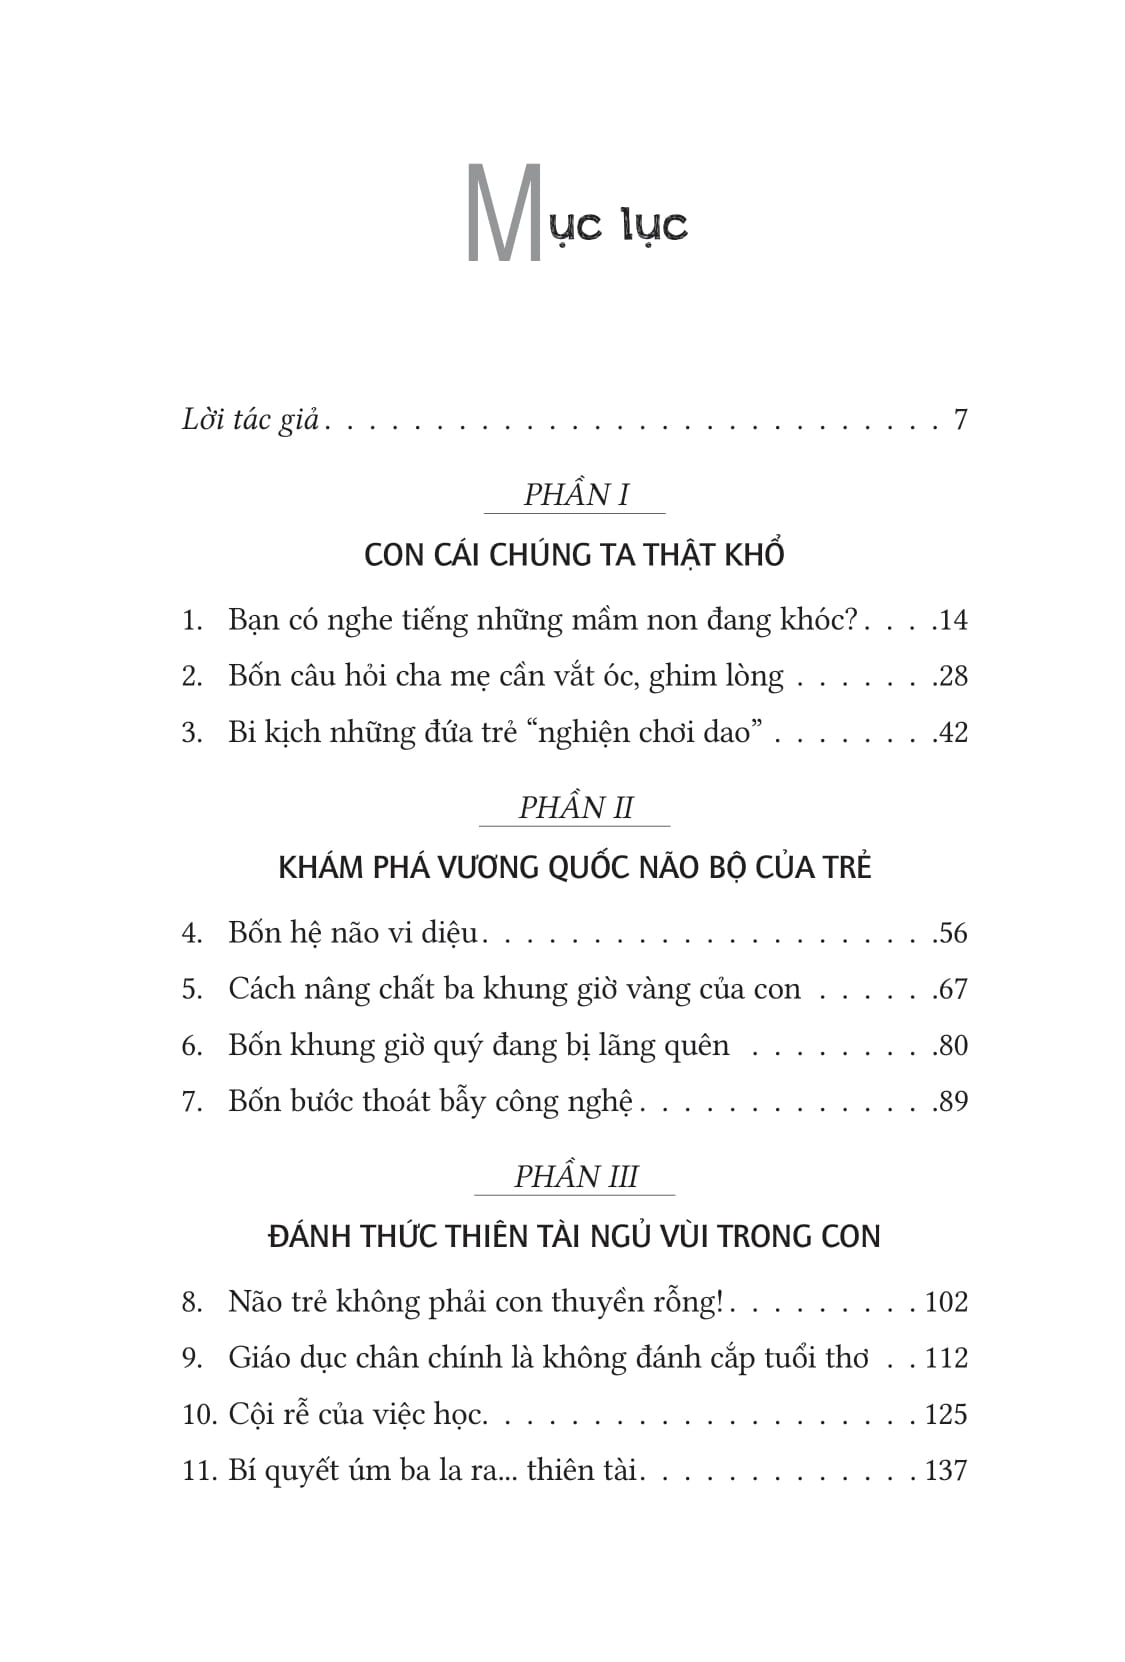 Mục lục
Lời tác giả. . . . . . . . . . . . . . . . . . . . . . . . . . . . 7
PHẦN I
CON CÁI CHÚNG TA THẬT KHỔ
1. Bạn có nghe tiếng những mầm non đang khóc? . . . .14
2. Bốn câu hỏi cha mẹ cần vắt óc, ghim lòng . . . . . . .28
3. Bi kịch những đứa trẻ “nghiện chơi dao” . . . . . . . .42
PHẦN II
KHÁM PHÁ VƯƠNG QUỐC NÃO BỘ CỦA TRẺ
4. Bốn hệ não vi diệu. . . . . . . . . . . . . . . . . . . . .56
5. Cách nâng chất ba khung giờ vàng của con . . . . . .67
6. Bốn khung giờ quý đang bị lãng quên . . . . . . . . .80
7. Bốn bước thoát bẫy công nghệ . . . . . . . . . . . . . .89
PHẦN III
ĐÁNH THỨC THIÊN TÀI NGỦ VÙI TRONG CON
8. Não trẻ không phải con thuyền rỗng! . . . . . . . . . 102
9. Giáo dục chân chính là không đánh cắp tuổi thơ . . 112
10. Cội rễ của việc học. . . . . . . . . . . . . . . . . . . . 125
11. Bí quyết úm ba la ra... thiên tài. . . . . . . . . . . . . 137